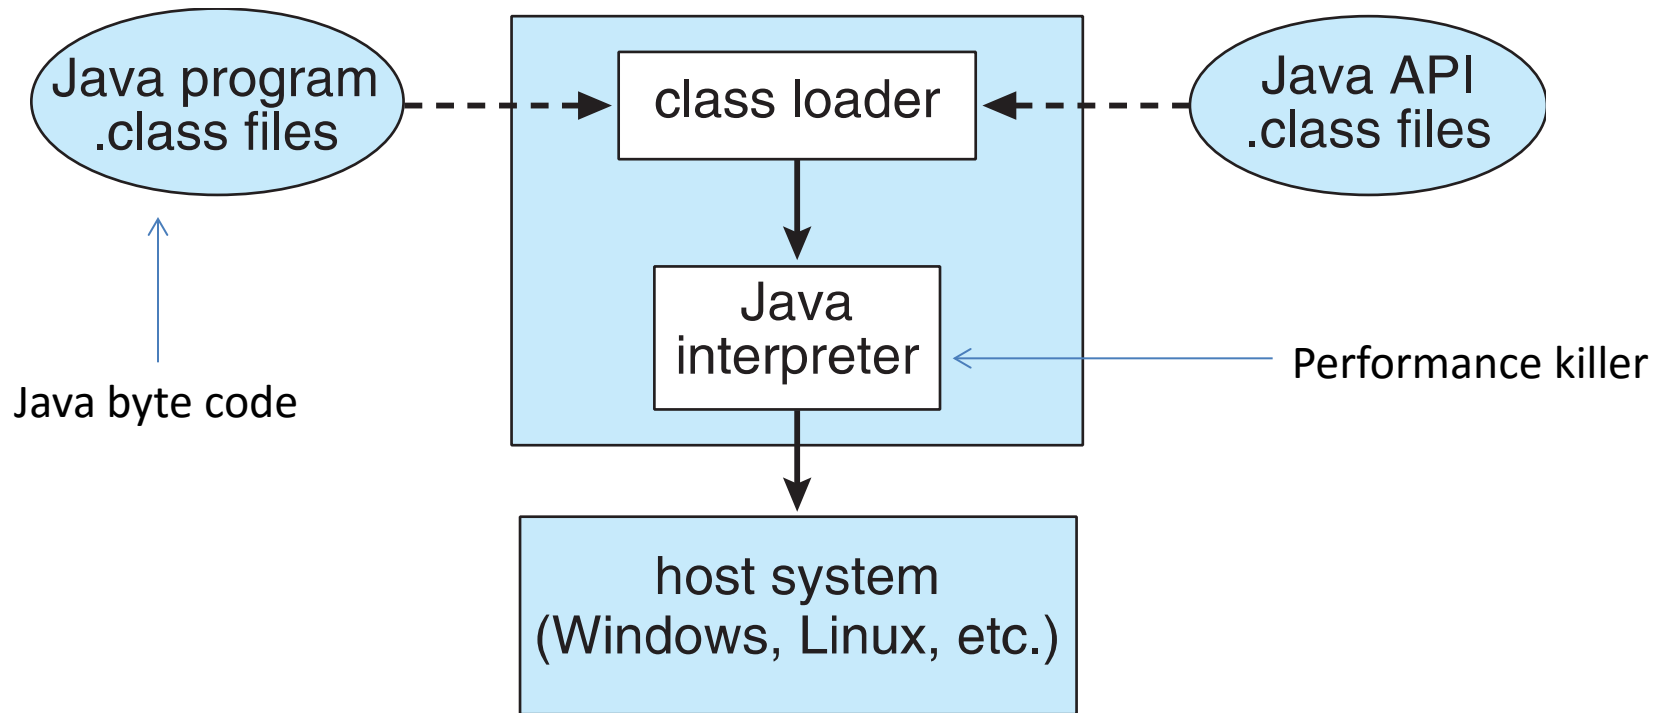 Java program
.class files
class loader
Java API
.class files
Java
interpreter
Performance killer
Java byte code
host system
(Windows, Linux, etc.)